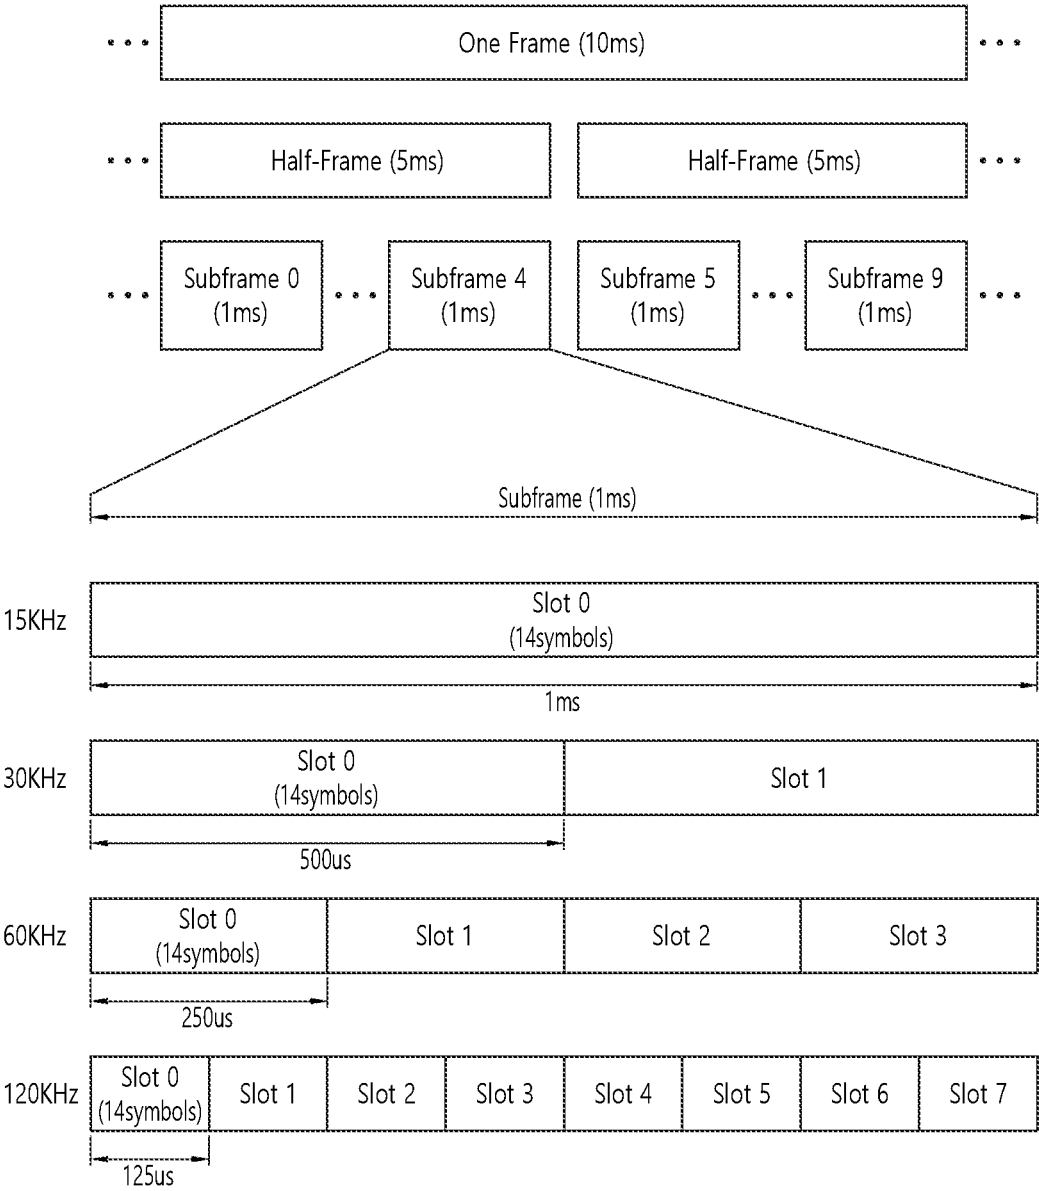 One Frame (10ms)
Half-Frame (5ms)
Half-Frame (5ms)
Subframe 0
(1ms)
Subframe 4
(1ms)
Subframe 5
(1ms)
Subframe 9
(1ms)
Subframe (1ms)
15KHz
Slot 0
(14symbols)
1ms
30KHz
Slot 0
(14symbols)
Slot 1
500us
60KHz
Slot 0
(14symbols)
Slot 1
Slot 2
Slot 3
250us
120KHz
Slot 0
(14symbols)
Slot 1
Slot 2
Slot 3
Slot 4
Slot 5
Slot 6
Slot 7
125us